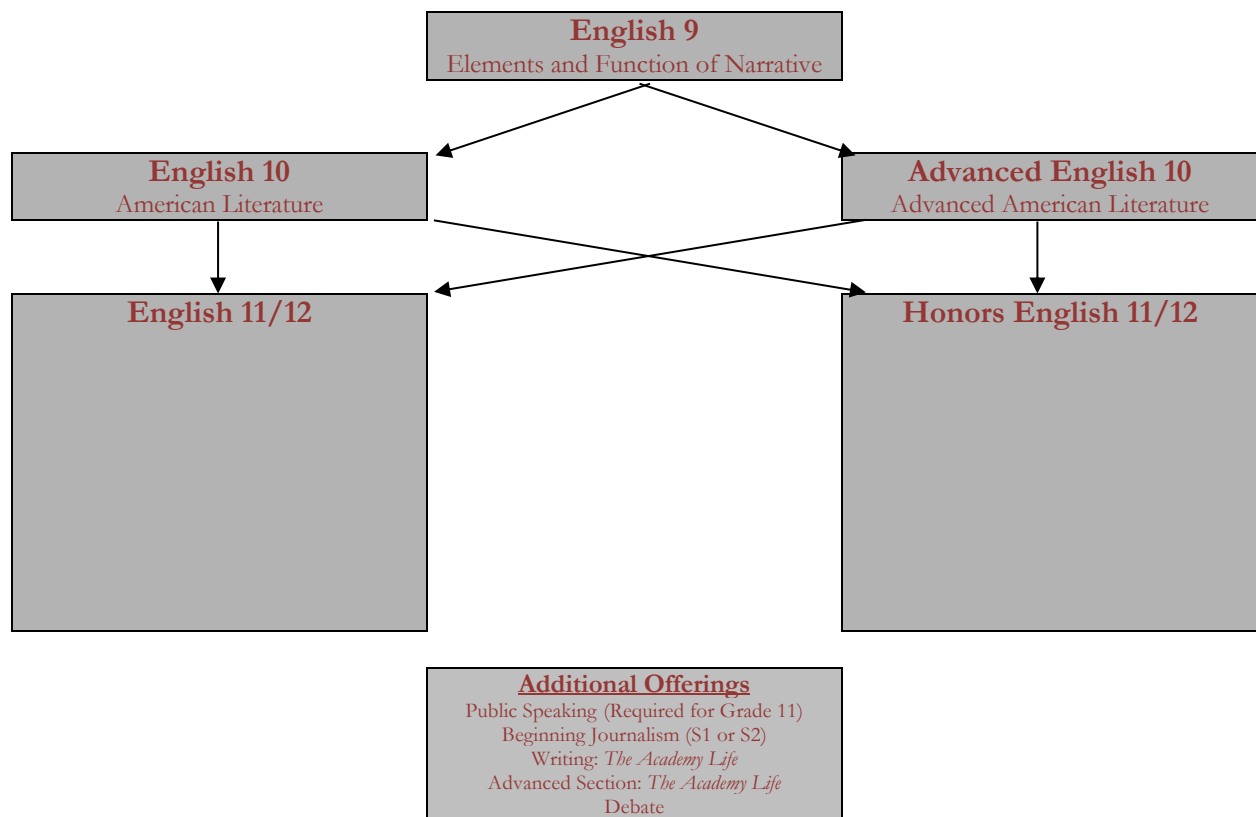 English 9
Elements and Function of Narrative
English 10
American Literature
Advanced English 10
Advanced American Literature
English 11/12
Honors English 11/12
Additional Offerings
Public Speaking (Required for Grade 11)
Beginning Journalism (S1 or S2)
Writing: The Academy Life
Advanced Section: The Academy Life
Debate